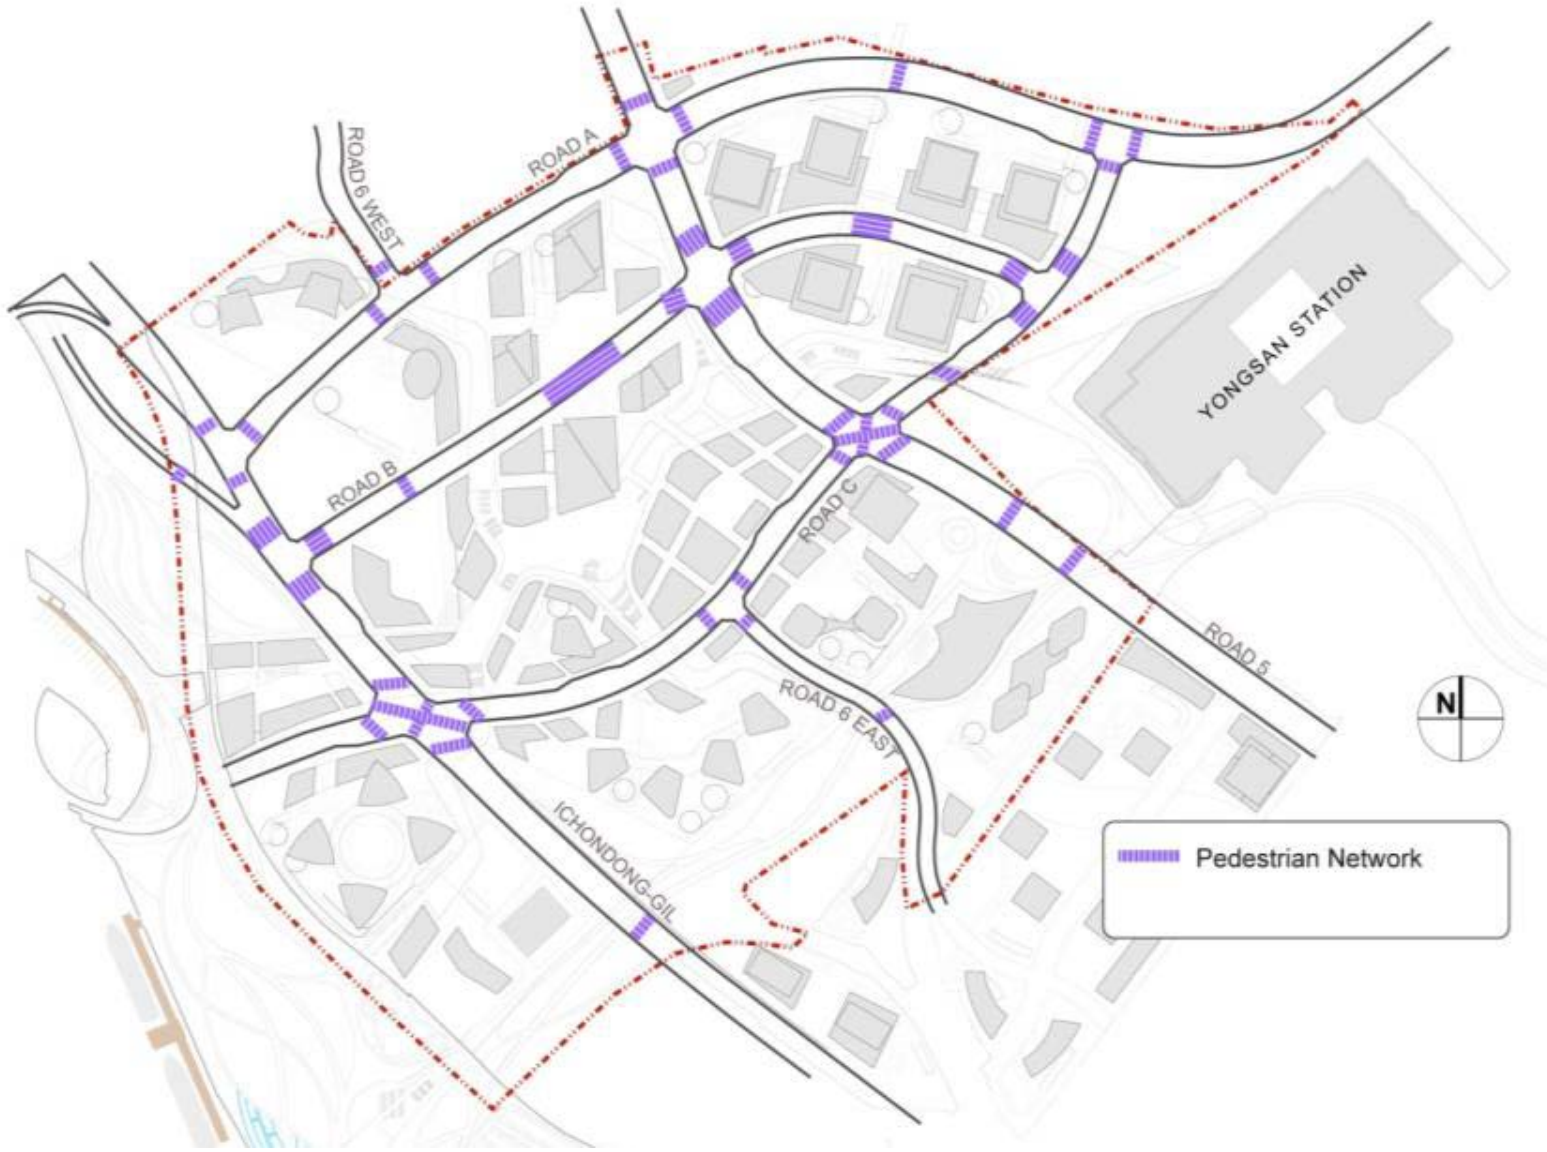 ROAD 6 WEST
ROAD A
YONGSAN STATION
ROAD B
ROAD C
ROAD 5
ROAD 6 EAST
N
ICHONDONG-GIL
Pedestrian Network